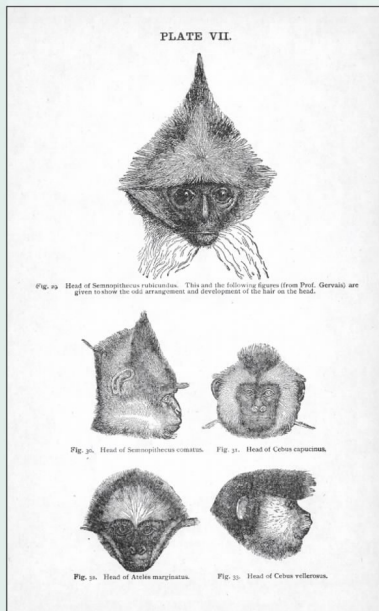 PLATE VII.
Fig. 29. Head of Semnopithecus rubicundus. This and the following figures (from Prof. Gervais) are
given to show the odd arrangement and development of the hair on the head.
Fig. 30. Head of Semnopithecus comatus.
Fig. 31. Head of Cebus capucinus.
Fig. 32. Head of Ateles marginatus.
Fig. 33. Head of Cebus vellerosus.